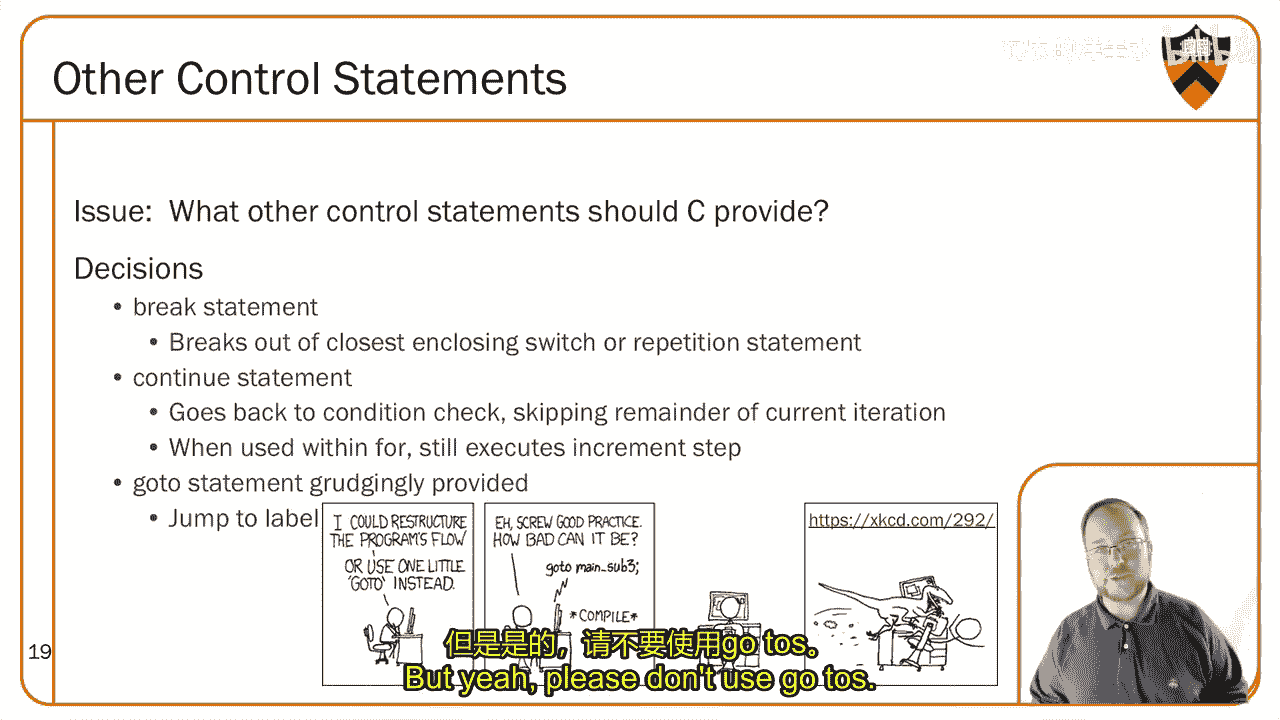 Other Control Statements
Issue: What other control statements should C provide?
Decisions
• break statement
• Breaks out of closest enclosing switch or repetition statement
• continue statement
• Goes back to condition check, skipping remainder of current iteration
• When used within for, still executes increment step
• goto statement grudgingly provided
• Jump to label
I COULD RESTRUCTURE
THE PROGRAM'S FLOW
OR USE ONE LITTLE
'GOTO' INSTEAD.
EH, SCREW GOOD PRACTICE.
HOW BAD CAN IT BE?
goto main_sub3;
*COMPILE*
https://xkcd.com/292/
19
但是是的，请不要使用go tos。
But yeah, please don't use go tos.